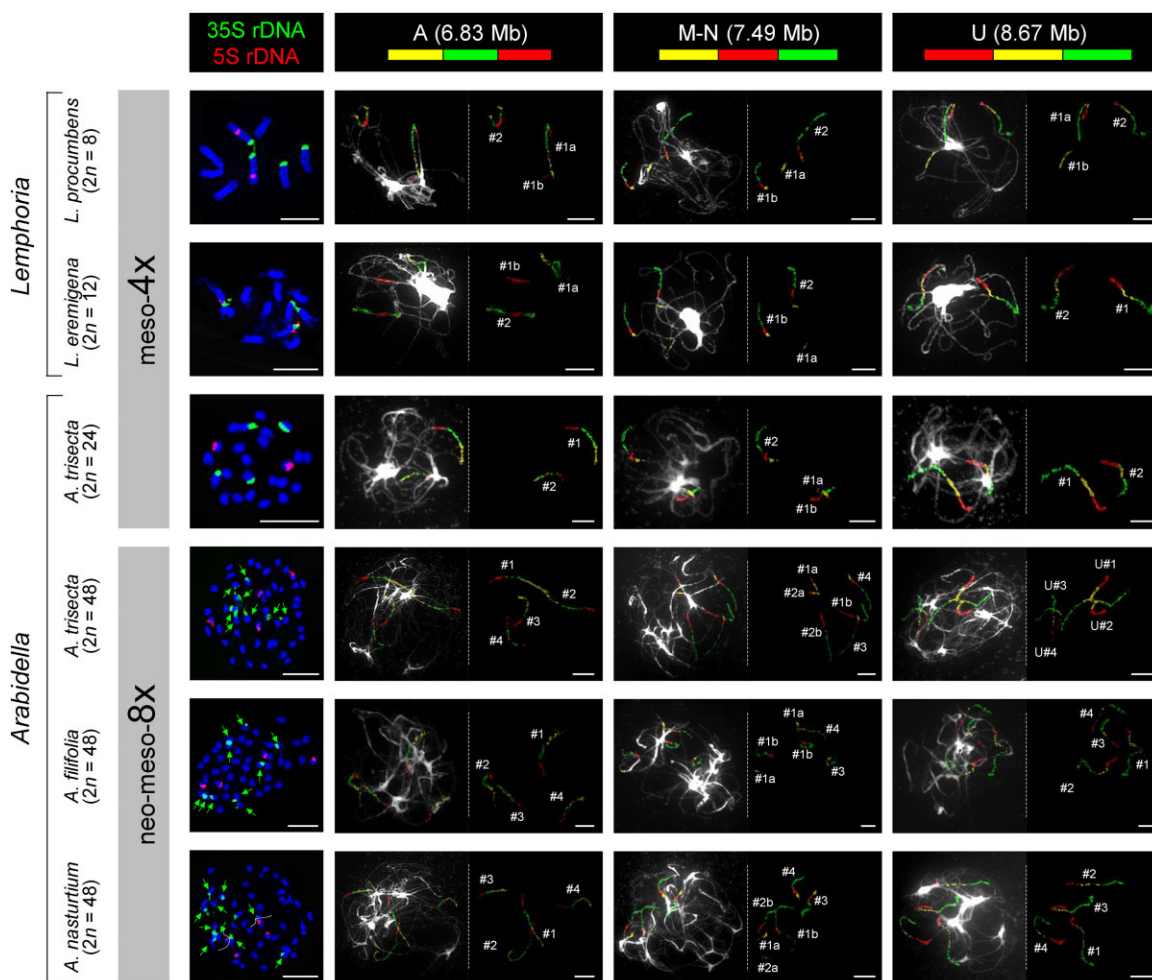 35S rDNA
5S rDNA
A (6.83 Mb)
M-N (7.49 Mb)
U (8.67 Mb)
Lemphoria
meso-4x
L. procumbens
(2n = 8)
#2
#1a
#1b
#2
#1a
#1b
#1a
#2
#1b
L. eremigena
(2n = 12)
#1b
#1a
#2
#2
#1b
#1a
#2
#1
Arabidella
A. trisecta
(2n = 24)
#1
#2
#2
#1a
#1b
#1
#2
neo-meso-8x
A. trisecta
(2n = 48)
#1
#2
#3
#4
#1a
#4
#2a
#1b
#2b
#3
U#1
U#3
U#2
U#4
A. filifolia
(2n = 48)
#1
#2
#4
#3
#1a
#4
#1b
#1b
#3
#1a
#4
#3
#1
#2
A. nasturtium
(2n = 48)
#3
#4
#1
#2
#4
#3
#2b
#1b
#1a
#2a
#2
#3
#4
#1